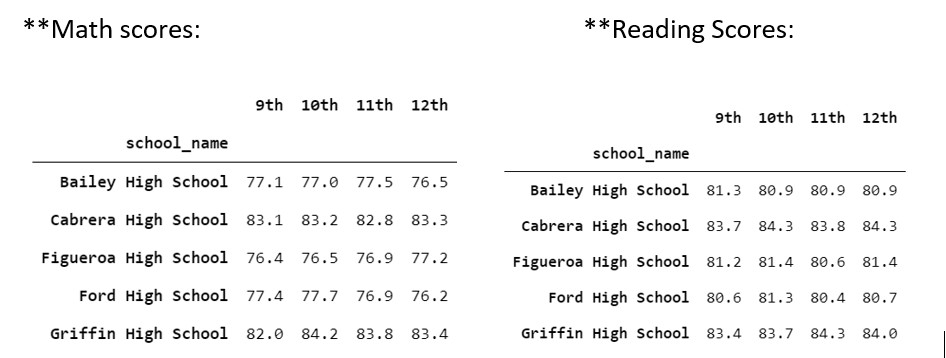 **Math scores:
9th 10th 11th 12th
school_name
Bailey High School 77.1 77.0 77.5 76.5
Cabrera High School 83.1 83.2 82.8 83.3
Figueroa High School 76.4 76.5 76.9 77.2
Ford High School 77.4 77.7 76.9 76.2
Griffin High School 82.0 84.2 83.8 83.4
**Reading Scores:
9th 10th 11th 12th
school_name
Bailey High School 81.3 80.9 80.9 80.9
Cabrera High School 83.7 84.3 83.8 84.3
Figueroa High School 81.2 81.4 80.6 81.4
Ford High School 80.6 81.3 80.4 80.7
Griffin High School 83.4 83.7 84.3 84.0